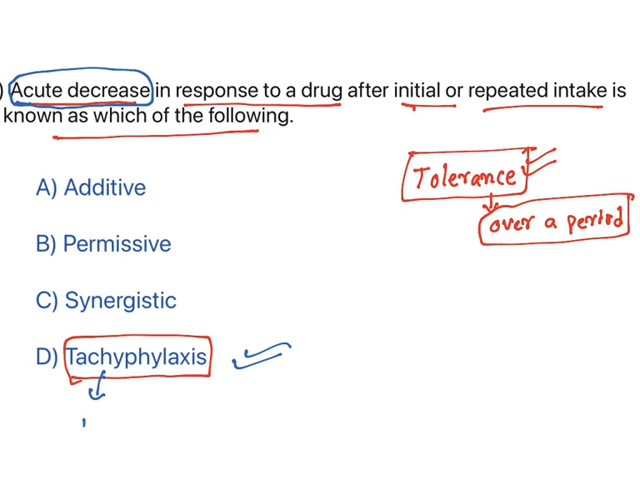 ) Acute decrease in response to a drug after initial or repeated intake is
known as which of the following.
Tolerance
A) Additive
over a period
B) Permissive
C) Synergistic
D) Tachyphylaxis